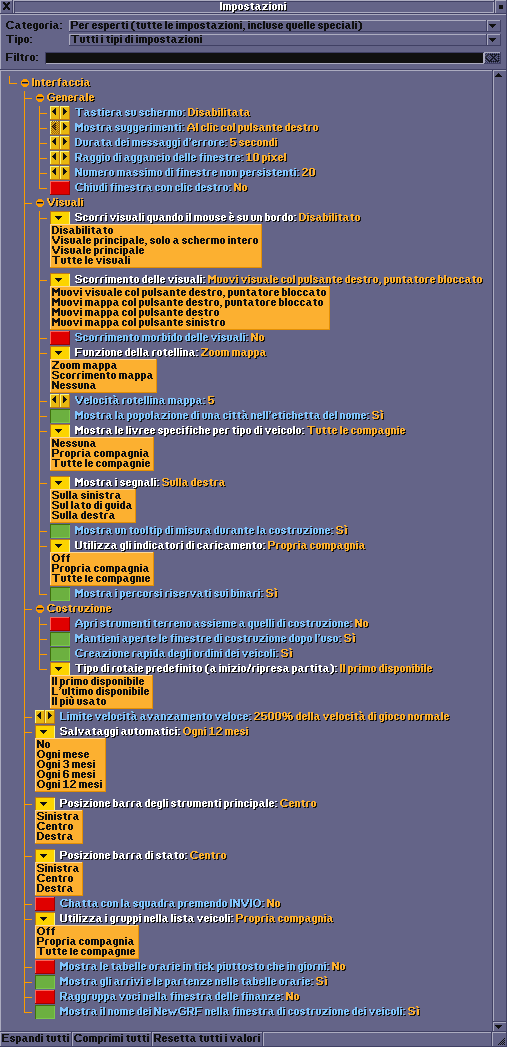 Impostazioni
Categoria: Per esperti (tutte le impostazioni, incluse quelle speciali)
Tipo: Tutti i tipi di impostazioni
Filtro:
Interfaccia
Generale
Tastiera su schermo: Disabilitata
Mostra suggerimenti: Al clic col pulsante destro
Durata dei messaggi d'errore: 5 secondi
Raggio di aggancio delle finestre: 10 pixel
Numero massimo di finestre non persistenti: 20
Chiudi finestra con clic destro: No
Visuali
Scorri visuali quando il mouse è su un bordo: Disabilitato
Disabilitato
Visuale principale, solo a schermo intero
Visuale principale
Tutte le visuali
Scorrimento delle visuali: Muovi visuale col pulsante destro, puntatore bloccato
Muovi visuale col pulsante destro, puntatore bloccato
Muovi mappa col pulsante destro, puntatore bloccato
Muovi mappa col pulsante destro
Muovi mappa col pulsante sinistro
Scorrimento morbido delle visuali: No
Funzione della rotellina: Zoom mappa
Zoom mappa
Scorrimento mappa
Nessuna
Velocità rotellina mappa: 5
Mostra la popolazione di una città nell'etichetta del nome: Sì
Mostra le livree specifiche per tipo di veicolo: Tutte le compagnie
Nessuna
Propria compagnia
Tutte le compagnie
Mostra i segnali: Sulla destra
Sulla sinistra
Sul lato di guida
Sulla destra
Mostra un tooltip di misura durante la costruzione: Sì
Utilizza gli indicatori di caricamento: Propria compagnia
Off
Propria compagnia
Tutte le compagnie
Mostra i percorsi riservati sui binari: Sì
Costruzione
Apri strumenti terreno assieme a quelli di costruzione: No
Mantieni aperte le finestre di costruzione dopo l'uso: Sì
Creazione rapida degli ordini dei veicoli: Sì
Tipo di rotaie predefinito (a inizio/ripresa partita): Il primo disponibile
Il primo disponibile
L'ultimo disponibile
Il più usato
Limite velocità avanzamento veloce: 2500% della velocità di gioco normale
Salvataggi automatici: Ogni 12 mesi
No
Ogni mese
Ogni 3 mesi
Ogni 6 mesi
Ogni 12 mesi
Posizione barra degli strumenti principale: Centro
Sinistra
Centro
Destra
Posizione barra di stato: Centro
Sinistra
Centro
Destra
Chatta con la squadra premendo INVIO: No
Utilizza i gruppi nella lista veicoli: Propria compagnia
Off
Propria compagnia
Tutte le compagnie
Mostra le tabelle orarie in tick piuttosto che in giorni: No
Mostra gli arrivi e le partenze nelle tabelle orarie: Sì
Raggruppa voci nella finestra delle finanze: No
Mostra il nome dei NewGRF nella finestra di costruzione dei veicoli: Sì
Espandi tutti Comprimi tutti Resetta tutti i valori